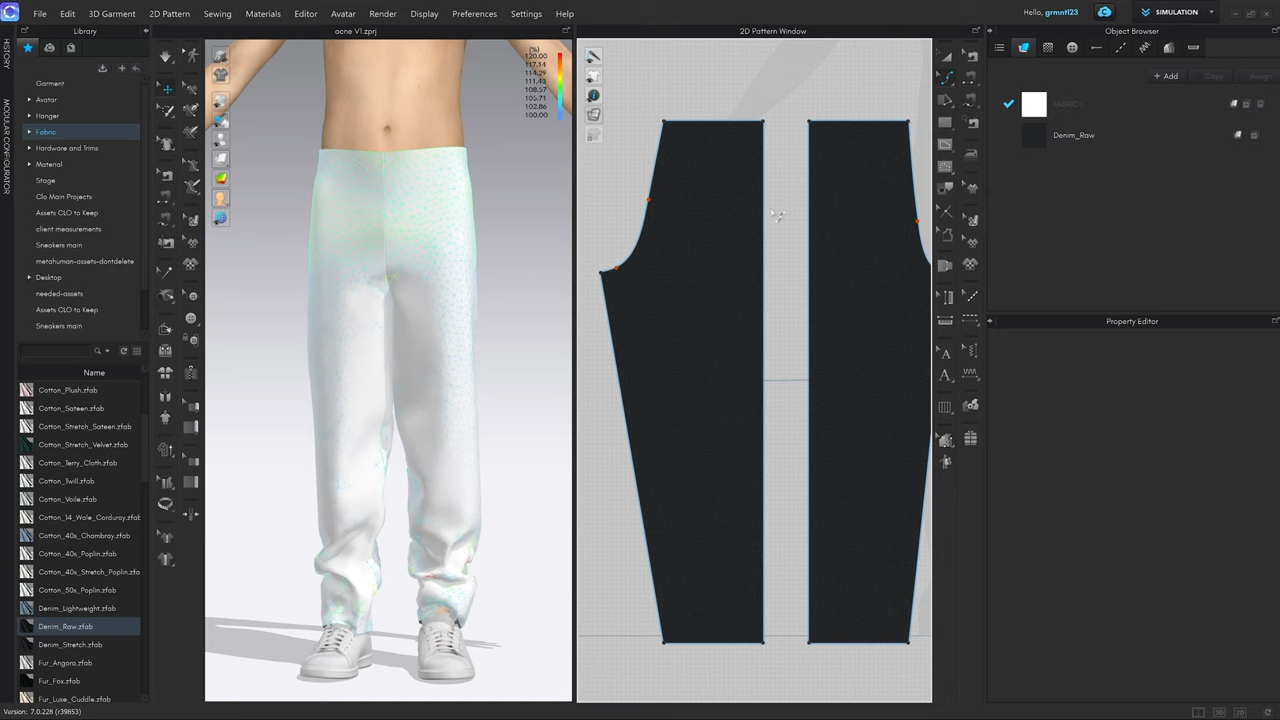 File Edit 3D Garment 2D Pattern Sewing Materials Editor Avatar Render Display Preferences Settings Help
Hello, grmnt123
SIMULATION
Library
acne V1.zprj
2D Pattern Window
Object Browser
HISTORY
MODULAR CONFIGURATOR
Garment
Avatar
Hanger
Fabric
Hardware and Trims
Material
Stage
Clo Main Projects
Assets CLO to Keep
client measurements
Sneakers main
metahuman-assets-dontdelete
Desktop
needed-assets
Assets CLO to Keep
Sneakers main
Name
Cotton_Plush.zfab
Cotton_Sateen.zfab
Cotton_Stretch_Sateen.zfab
Cotton_Stretch_Velvet.zfab
Cotton_Terry_Cloth.zfab
Cotton_Twill.zfab
Cotton_Voile.zfab
Cotton_14_Wale_Corduroy.zfab
Cotton_40s_Chambray.zfab
Cotton_40s_Poplin.zfab
Cotton_40s_Stretch_Poplin.zfa
Cotton_50s_Poplin.zfab
Denim_Lightweight.zfab
Denim_Raw.zfab
Denim_Stretch.zfab
Fur_Angora.zfab
Fur_Fox.zfab
Fur_Luxe_Cuddle.zfab
(%)
120.00
117.14
114.29
111.43
108.57
105.71
102.86
100.00
+ Add Copy Assign
FABRIC 1
Denim_Raw
Property Editor
Version: 7.0.228 (r39853)
3D 2D